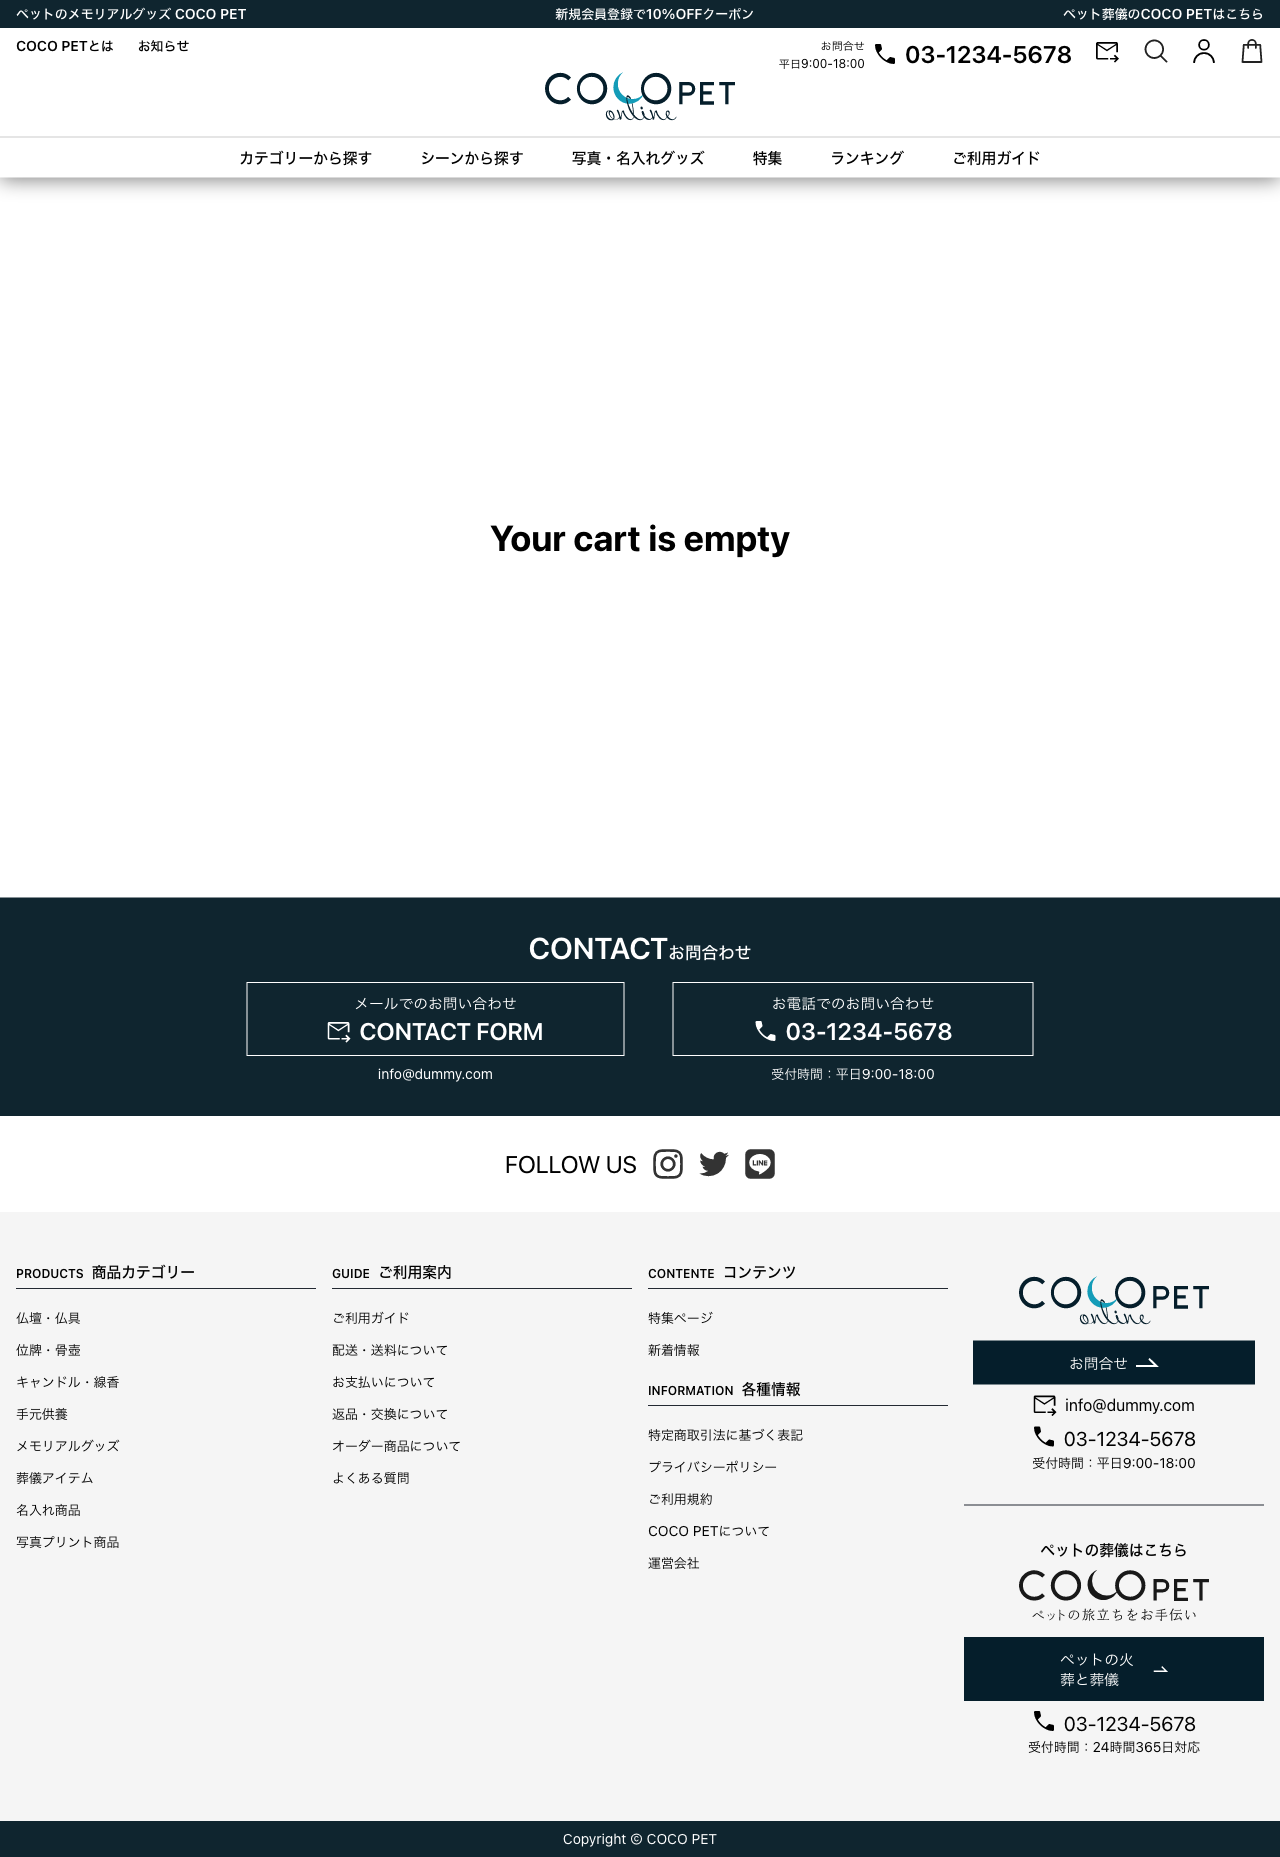 ペットのメモリアルグッズ COCO PET
新規会員登録で10%OFFクーポン
ペット葬儀のCOCO PETはこちら
COCO PETとは
お知らせ
お問合せ
平日9:00-18:00
03-1234-5678
COCO PET
online
カテゴリーから探す
シーンから探す
写真・名入れグッズ
特集
ランキング
ご利用ガイド
Your cart is empty
CONTACTお問合わせ
メールでのお問い合わせ
CONTACT FORM
info@dummy.com
お電話でのお問い合わせ
03-1234-5678
受付時間：平日9:00-18:00
FOLLOW US
LINE
PRODUCTS 商品カテゴリー
仏壇・仏具
位牌・骨壺
キャンドル・線香
手元供養
メモリアルグッズ
葬儀アイテム
名入れ商品
写真プリント商品
GUIDE ご利用案内
ご利用ガイド
配送・送料について
お支払いについて
返品・交換について
オーダー商品について
よくある質問
CONTENTE コンテンツ
特集ページ
新着情報
INFORMATION 各種情報
特定商取引法に基づく表記
プライバシーポリシー
ご利用規約
COCO PETについて
運営会社
COCO PET
online
お問合せ
info@dummy.com
03-1234-5678
受付時間：平日9:00-18:00
ペットの葬儀はこちら
COCO PET
ペットの旅立ちをお手伝い
ペットの火
葬と葬儀
03-1234-5678
受付時間：24時間365日対応
Copyright © COCO PET